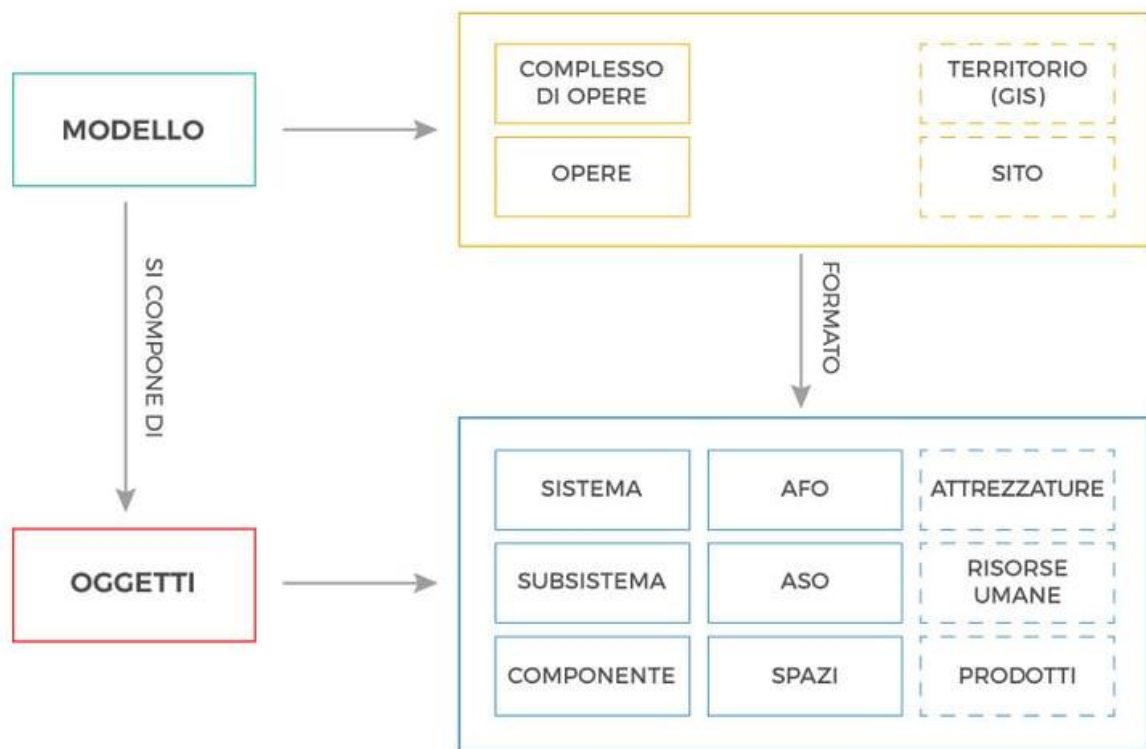 MODELLO
COMPLESSO
DI OPERE
TERRITORIO
(GIS)
OPERE
SITO
SI COMPONE DI
FORMATO
OGGETTI
SISTEMA
AFO
ATTREZZATURE
SUBSISTEMA
ASO
RISORSE
UMANE
COMPONENTE
SPAZI
PRODOTTI